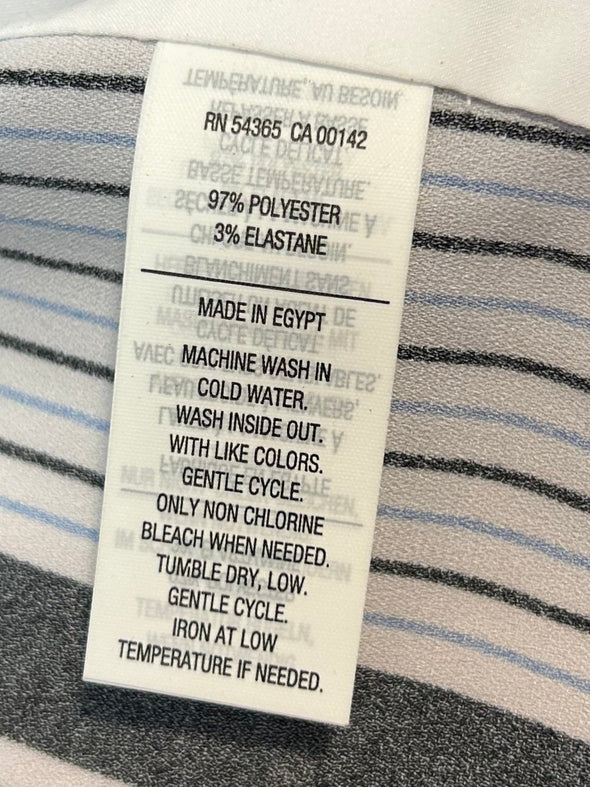 RN 54365 CA 00142
97% POLYESTER
3% ELASTANE
MADE IN EGYPT
MACHINE WASH IN
COLD WATER.
WASH INSIDE OUT.
WITH LIKE COLORS.
GENTLE CYCLE.
ONLY NON CHLORINE
BLEACH WHEN NEEDED.
TUMBLE DRY, LOW.
GENTLE CYCLE.
IRON AT LOW
TEMPERATURE IF NEEDED.